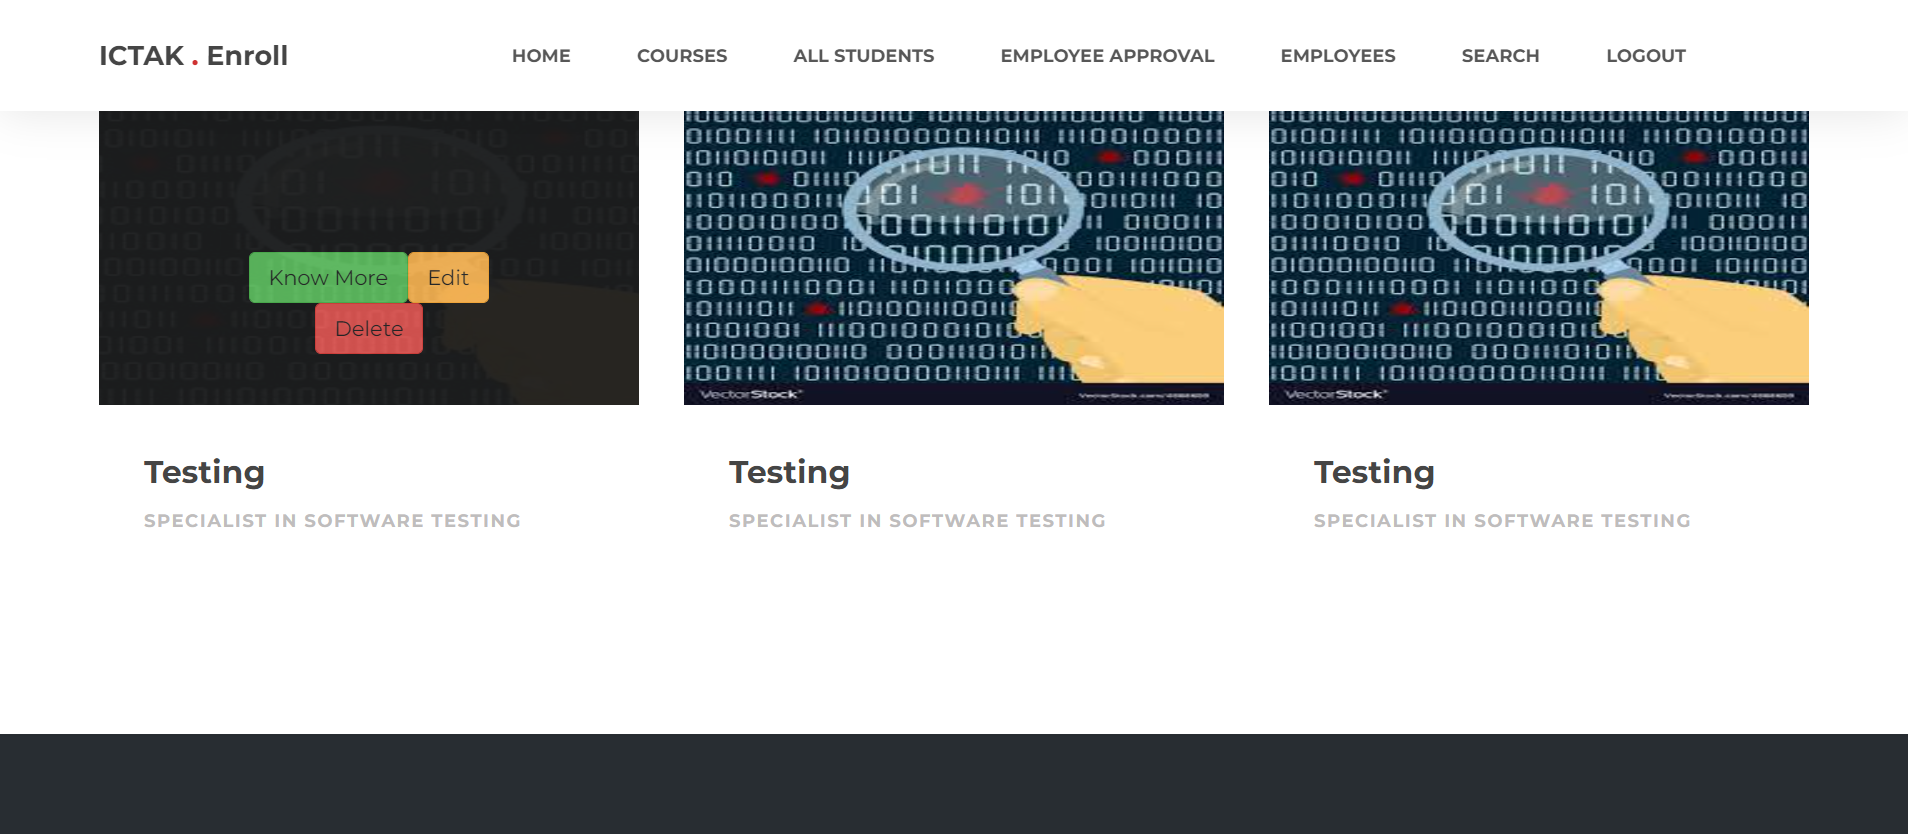 ICTAK . Enroll
HOME
COURSES
ALL STUDENTS
EMPLOYEE APPROVAL
EMPLOYEES
SEARCH
LOGOUT
Know More
Edit
Delete
VectorStock
VectorStock
Testing
SPECIALIST IN SOFTWARE TESTING
Testing
SPECIALIST IN SOFTWARE TESTING
Testing
SPECIALIST IN SOFTWARE TESTING